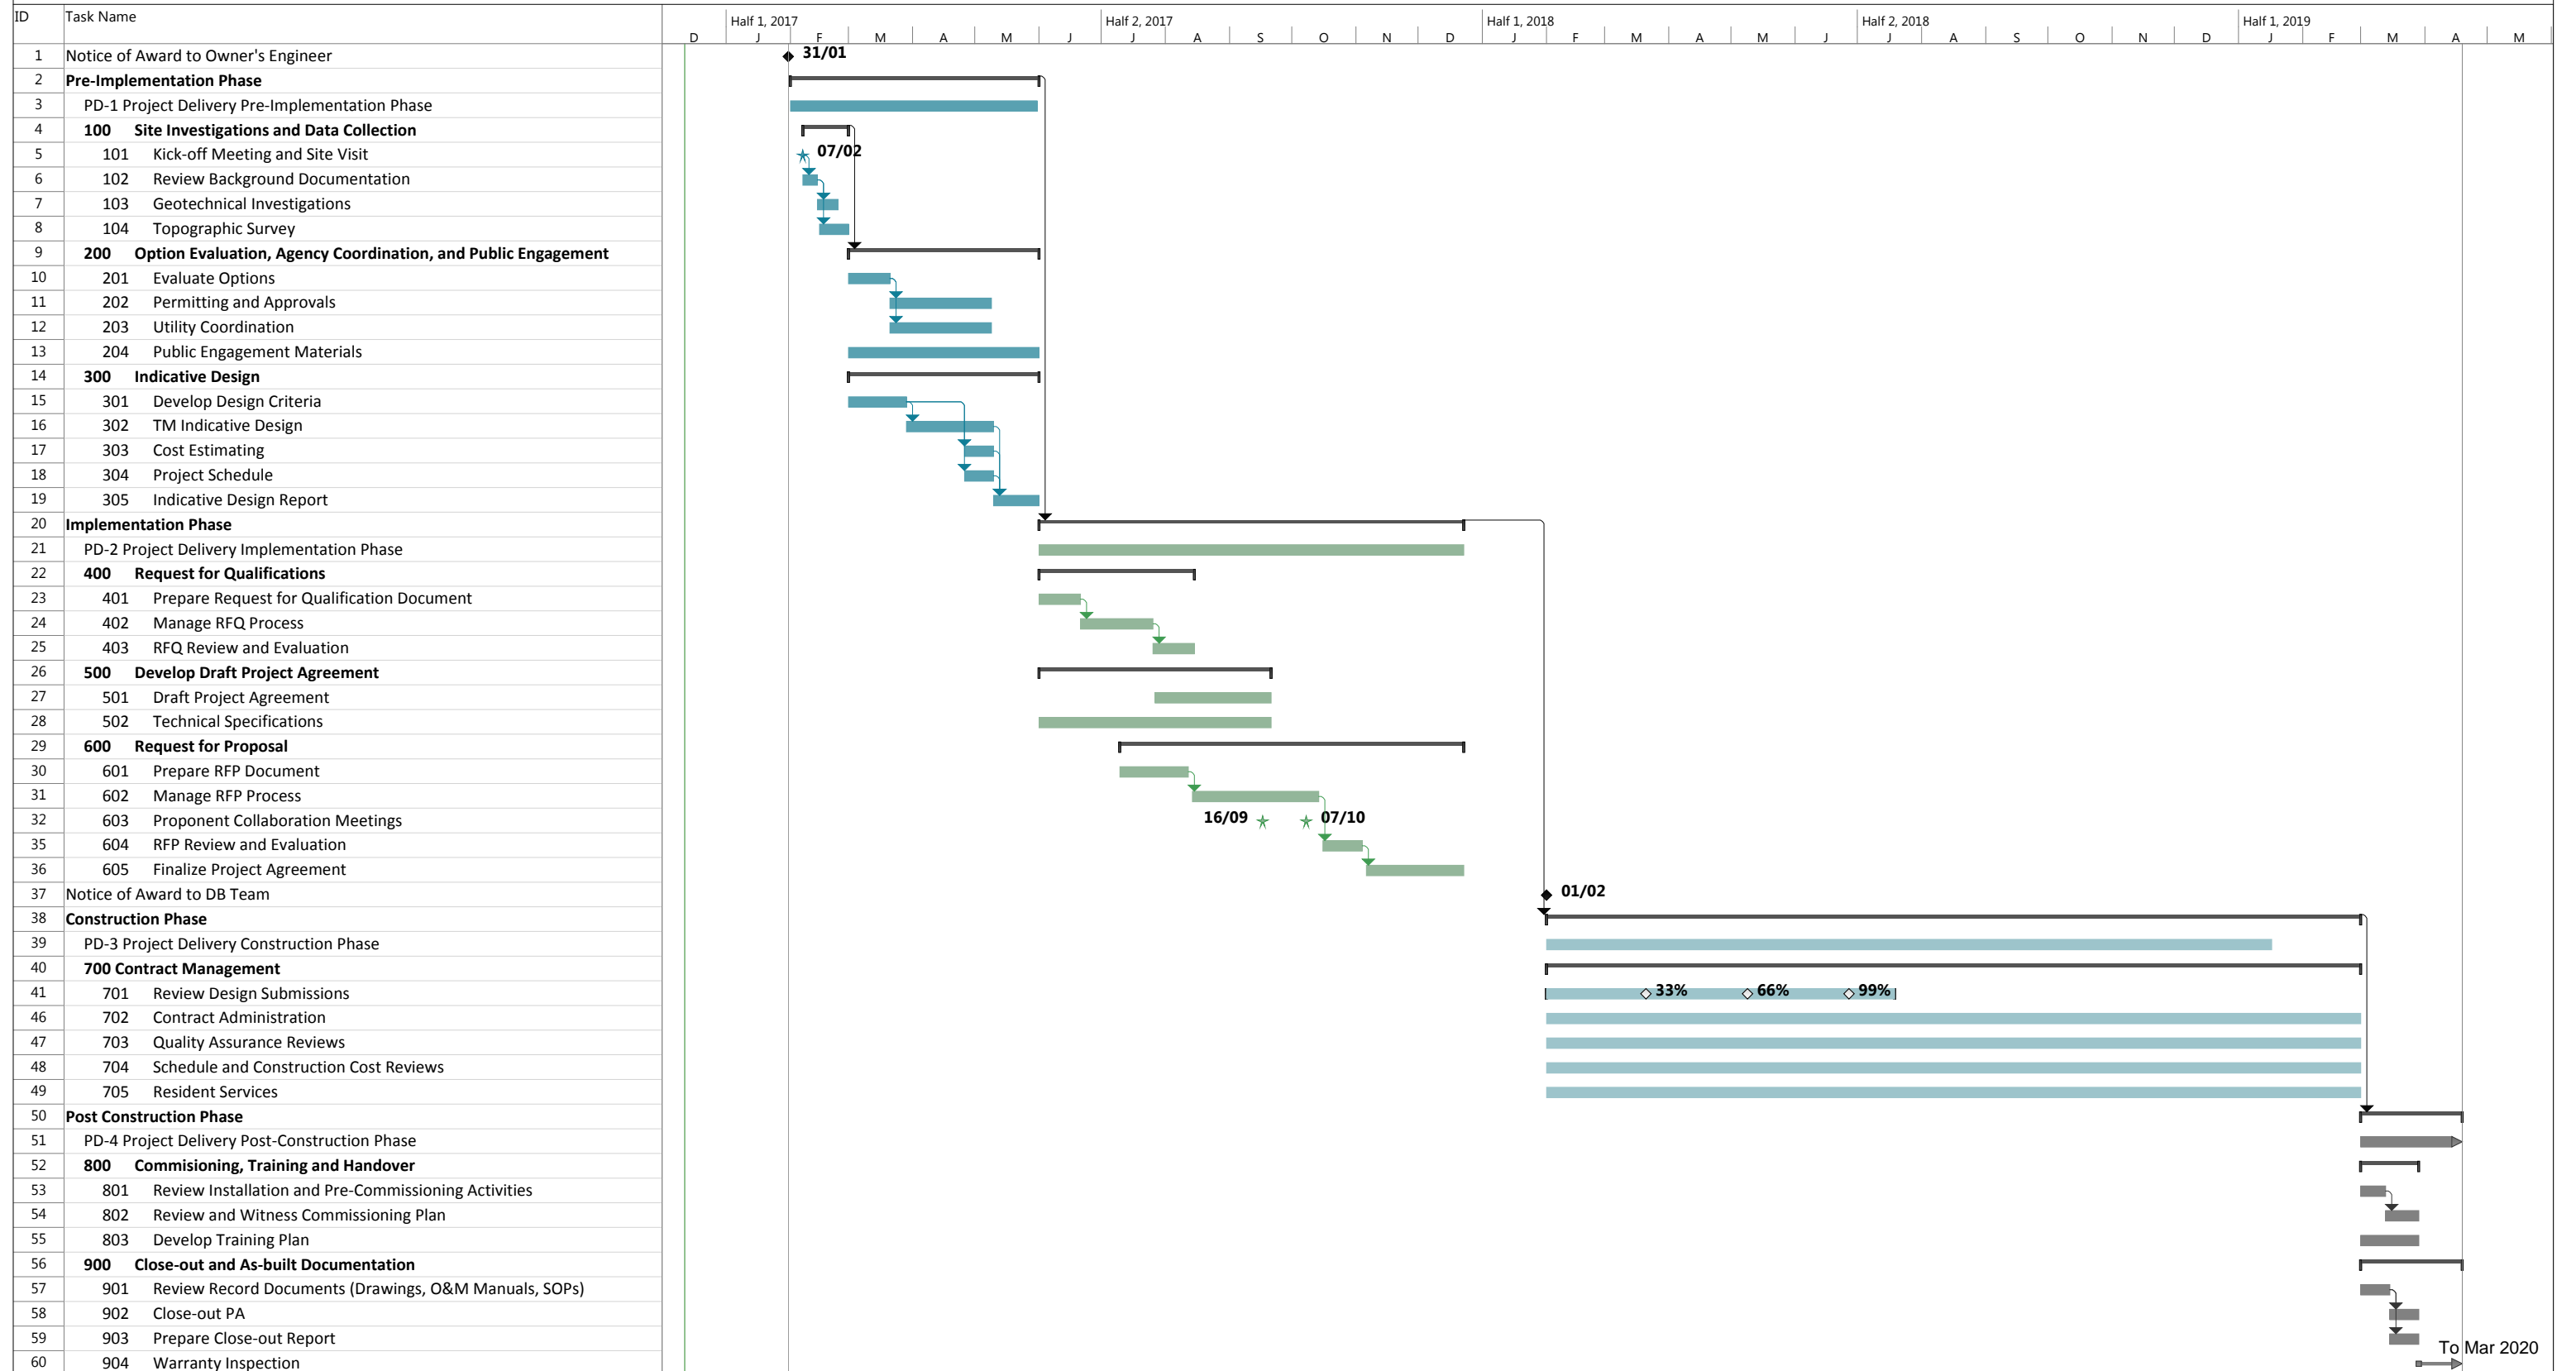 ID Task Name Half 1, 2017 Half 2, 2017 Half 1, 2018 Half 2, 2018 Half 1, 2019
D J F M A M J J A S O N D J F M A M J J A S O N D J F M A M
1 Notice of Award to Owner's Engineer 31/01
2 Pre-Implementation Phase
3 PD-1 Project Delivery Pre-Implementation Phase
4 100 Site Investigations and Data Collection
5 101 Kick-off Meeting and Site Visit 07/02
6 102 Review Background Documentation
7 103 Geotechnical Investigations
8 104 Topographic Survey
9 200 Option Evaluation, Agency Coordination, and Public Engagement
10 201 Evaluate Options
11 202 Permitting and Approvals
12 203 Utility Coordination
13 204 Public Engagement Materials
14 300 Indicative Design
15 301 Develop Design Criteria
16 302 TM Indicative Design
17 303 Cost Estimating
18 304 Project Schedule
19 305 Indicative Design Report
20 Implementation Phase
21 PD-2 Project Delivery Implementation Phase
22 400 Request for Qualifications
23 401 Prepare Request for Qualification Document
24 402 Manage RFQ Process
25 403 RFQ Review and Evaluation
26 500 Develop Draft Project Agreement
27 501 Draft Project Agreement
28 502 Technical Specifications
29 600 Request for Proposal
30 601 Prepare RFP Document
31 602 Manage RFP Process
32 603 Proponent Collaboration Meetings 16/09 07/10
35 604 RFP Review and Evaluation
36 605 Finalize Project Agreement
37 Notice of Award to DB Team 01/02
38 Construction Phase
39 PD-3 Project Delivery Construction Phase
40 700 Contract Management
41 701 Review Design Submissions 33% 66% 99%
46 702 Contract Administration
47 703 Quality Assurance Reviews
48 704 Schedule and Construction Cost Reviews
49 705 Resident Services
50 Post Construction Phase
51 PD-4 Project Delivery Post-Construction Phase
52 800 Commisioning, Training and Handover
53 801 Review Installation and Pre-Commissioning Activities
54 802 Review and Witness Commissioning Plan
55 803 Develop Training Plan
56 900 Close-out and As-built Documentation
57 901 Review Record Documents (Drawings, O&M Manuals, SOPs)
58 902 Close-out PA
59 903 Prepare Close-out Report
To Mar 2020
60 904 Warranty Inspection